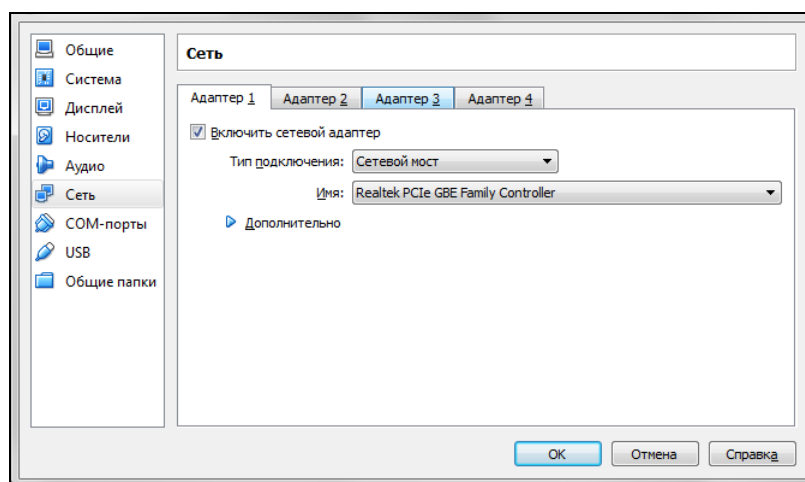 Общие
Система
Дисплей
Носители
Аудио
Сеть
COM-порты
USB
Общие папки
Сеть
Адаптер 1 Адаптер 2 Адаптер 3 Адаптер 4
Включить сетевой адаптер
Тип подключения: Сетевой мост
Имя: Realtek PCIe GBE Family Controller
Дополнительно
OK Отмена Справка